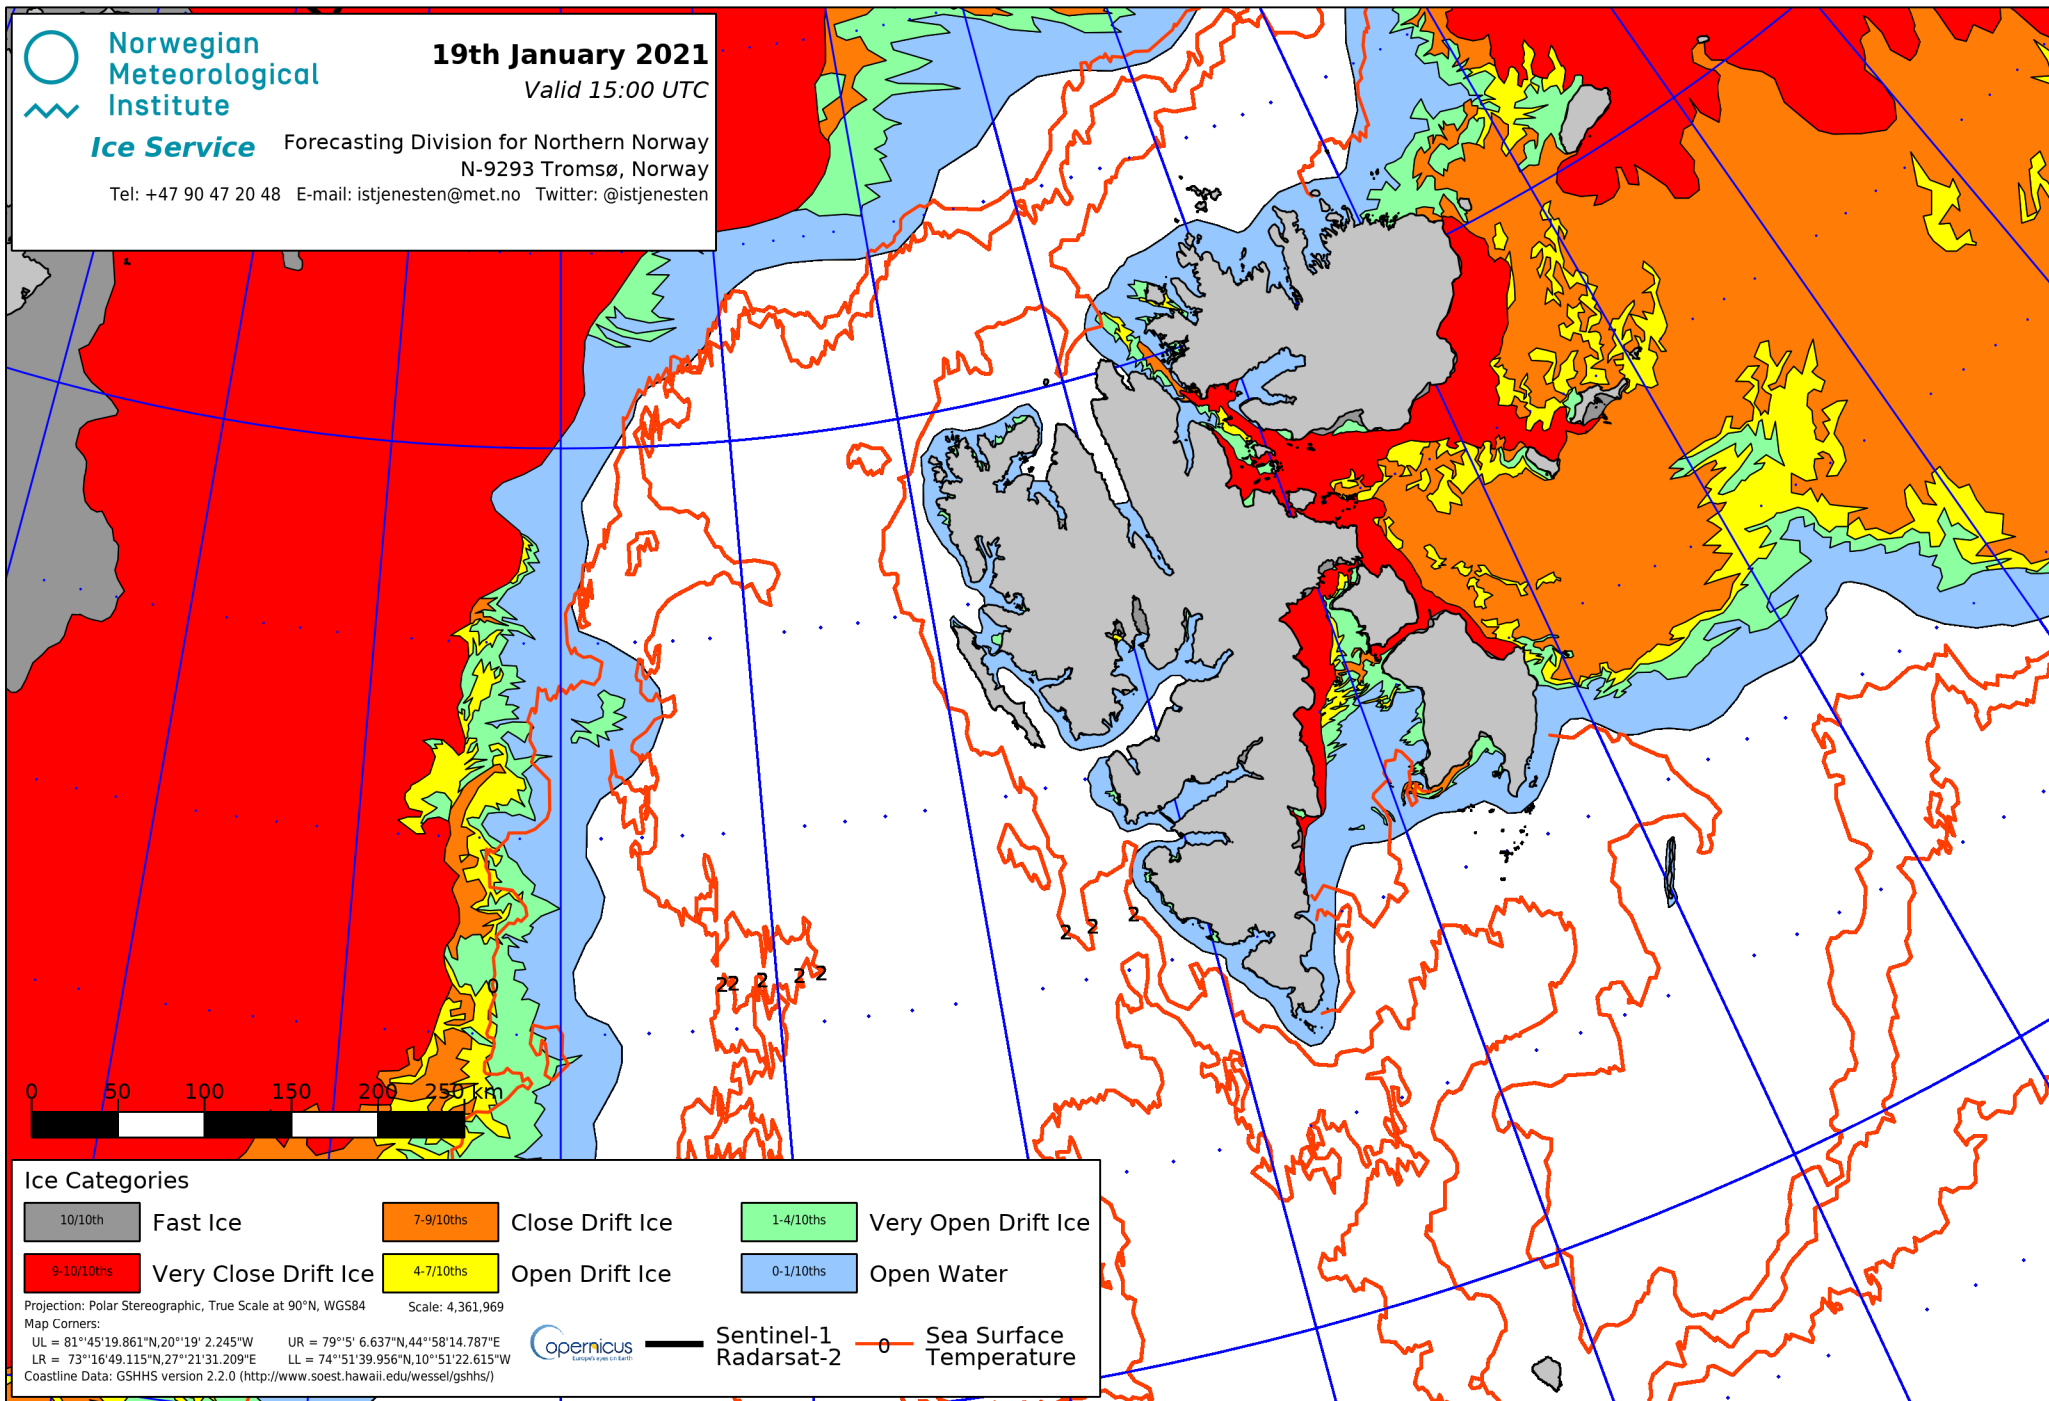 Norwegian
Meteorological
Institute
Ice Service
19th January 2021
Valid 15:00 UTC
Forecasting Division for Northern Norway
N-9293 Tromsø, Norway
Tel: +47 90 47 20 48 E-mail: istjenesten@met.no Twitter: @istjenesten
2 2 2
2 2 2 2 2
0
0 50 100 150 200 250 km
Ice Categories
10/10th Fast Ice
7-9/10ths Close Drift Ice
1-4/10ths Very Open Drift Ice
9-10/10ths Very Close Drift Ice
4-7/10ths Open Drift Ice
0-1/10ths Open Water
Projection: Polar Stereographic, True Scale at 90°N, WGS84 Scale: 4,361,969
Map Corners:
UL = 81°'45'19.861"N,20°'19' 2.245"W UR = 79°'5' 6.637"N,44°'58'14.787"E
LR = 73°'16'49.115"N,27°'21'31.209"E LL = 74°'51'39.956"N,10°'51'22.615"W
Coastline Data: GSHHS version 2.2.0 (http://www.soest.hawaii.edu/wessel/gshhs/)
Copernicus
Europe's eyes on Earth
Sentinel-1
Radarsat-2
0
Sea Surface
Temperature